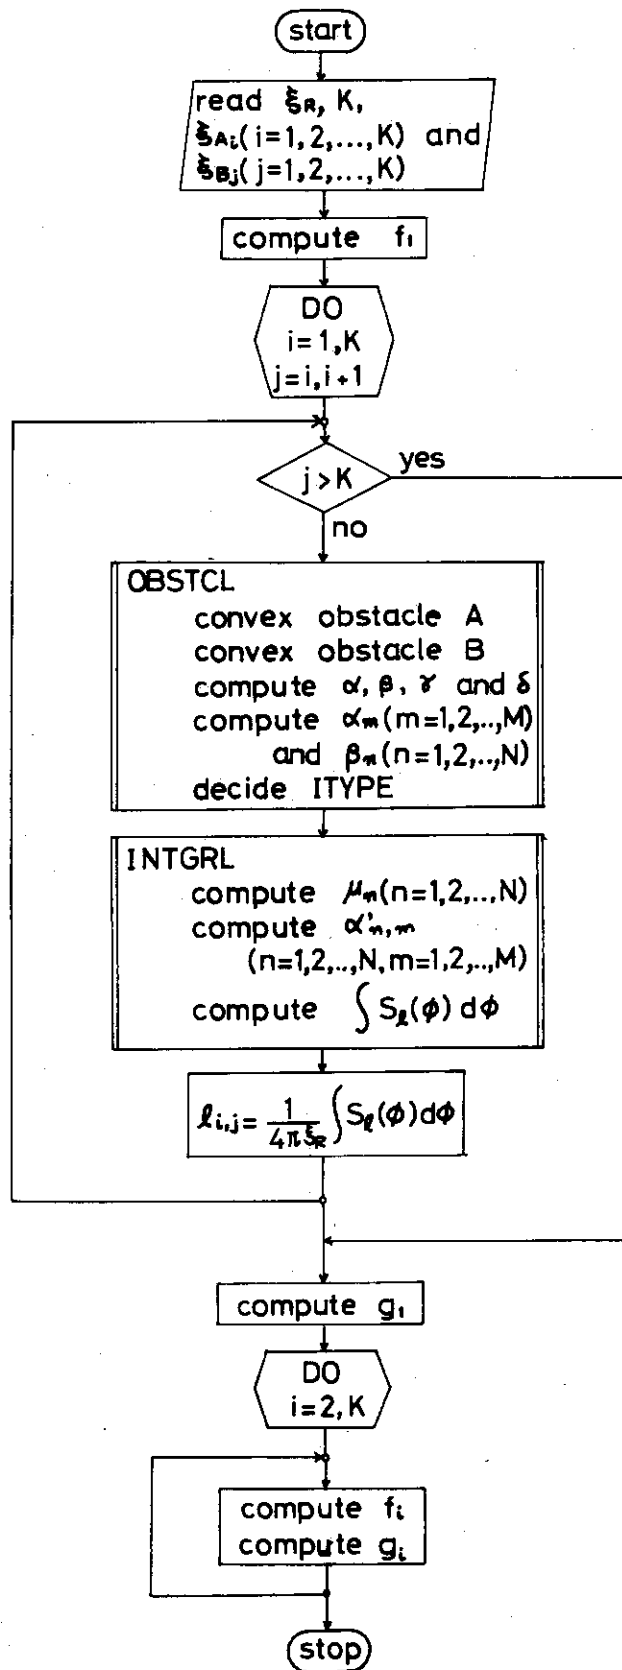 start
read ξR, K,
ξAi(i=1,2,...,K) and
ξBj(j=1,2,...,K)
compute f1
DO
i=1,K
j=i,i+1
j>K
yes
no
OBSTCL
convex obstacle A
convex obstacle B
compute α, β, γ and δ
compute αm(m=1,2,..,M)
and βn(n=1,2,..,N)
decide ITYPE
INTGRL
compute μn(n=1,2,..,N)
compute α'n,m
(n=1,2,..,N,m=1,2,..,M)
compute ∫ Sℓ(ϕ) dϕ
ℓi,j= 1/4πξR ∫Sℓ(ϕ)dϕ
compute g1
DO
i=2,K
compute fi
compute gi
stop